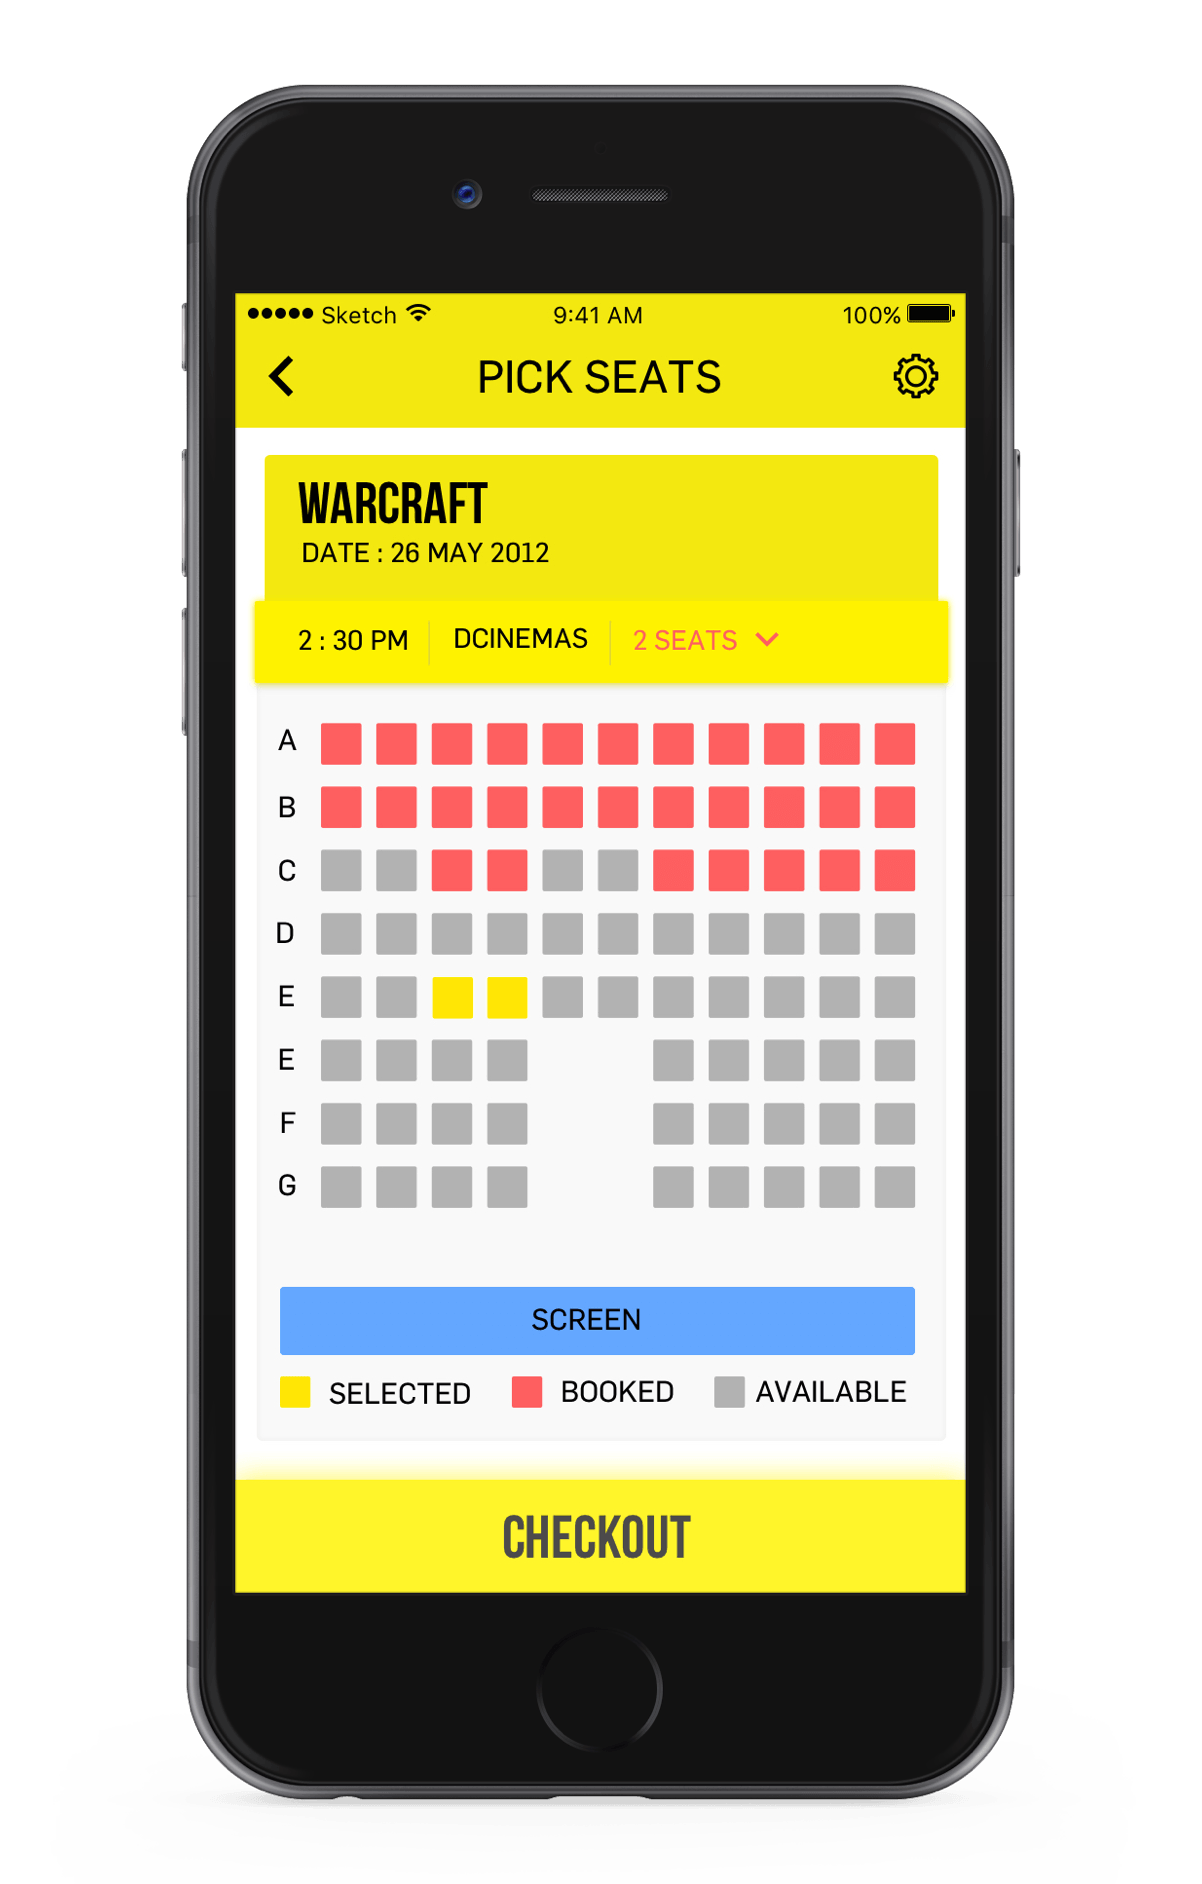 Sketch 9:41 AM 100%
PICK SEATS
WARCRAFT
DATE : 26 MAY 2012
2 : 30 PM DCINEMAS 2 SEATS
A
B
C
D
E
E
F
G
SCREEN
SELECTED BOOKED AVAILABLE
CHECKOUT